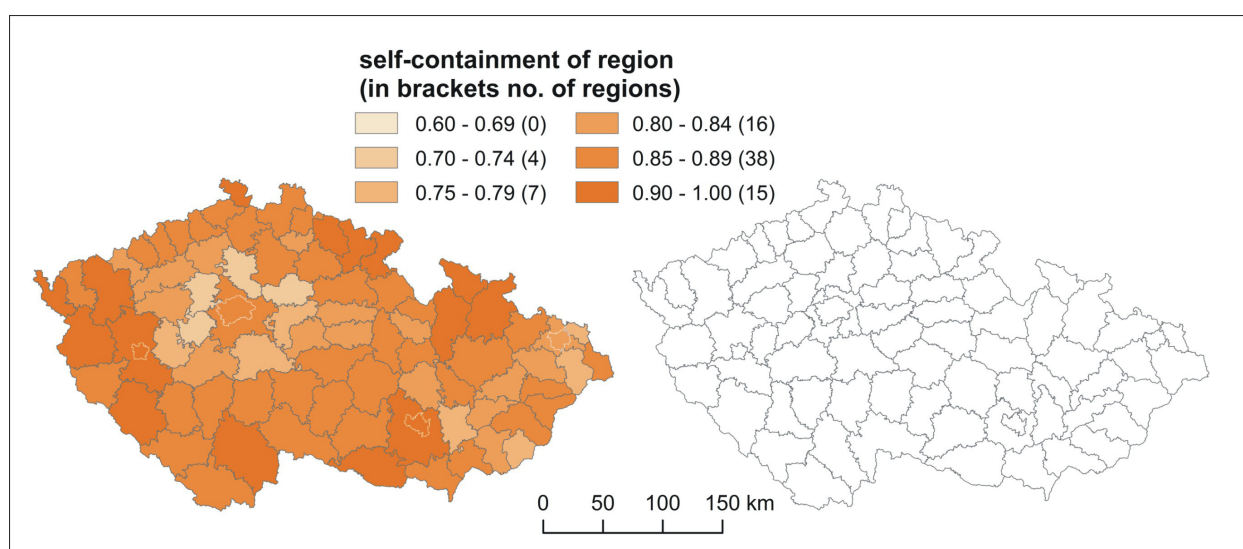 self-containment of region
(in brackets no. of regions)
0.60 - 0.69 (0)
0.80 - 0.84 (16)
0.70 - 0.74 (4)
0.85 - 0.89 (38)
0.75 - 0.79 (7)
0.90 - 1.00 (15)
0 50 100 150 km